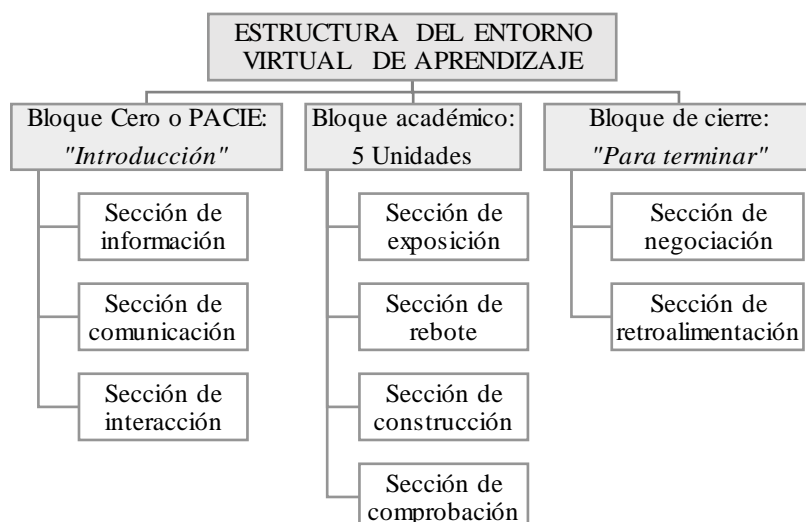 ESTRUCTURA DEL ENTORNO
VIRTUAL DE APRENDIZAJE
Bloque Cero o PACIE:
"Introducción"
Sección de
información
Sección de
comunicación
Sección de
interacción
Bloque académico:
5 Unidades
Sección de
exposición
Sección de
rebote
Sección de
construcción
Sección de
comprobación
Bloque de cierre:
"Para terminar"
Sección de
negociación
Sección de
retroalimentación